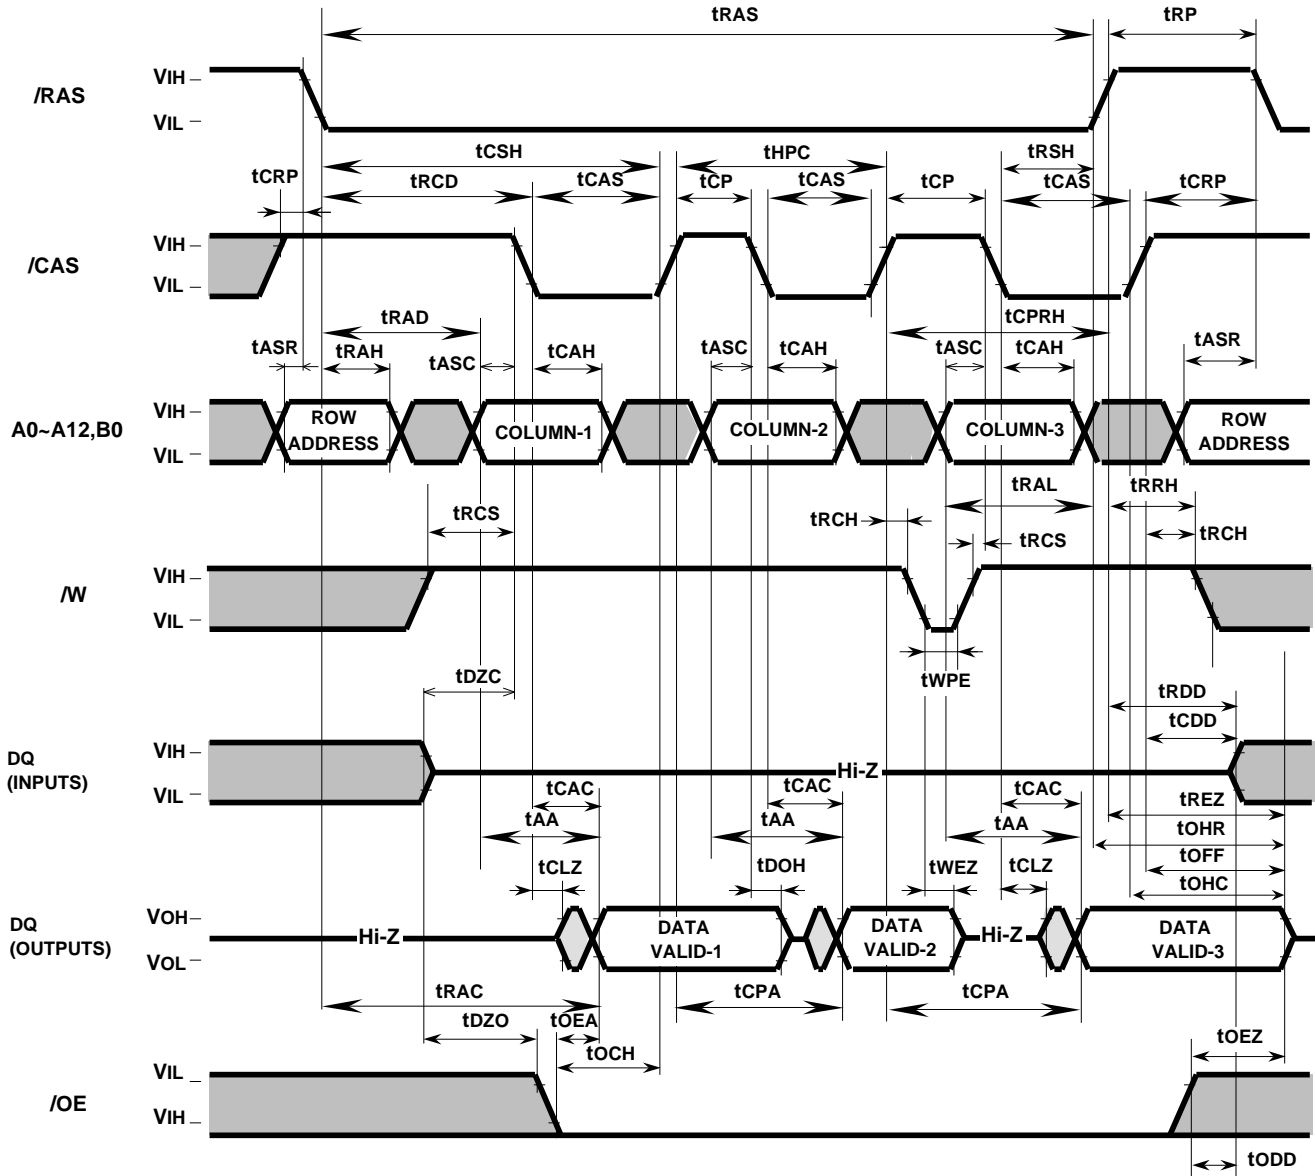 tRAS tRP
VIH
/RAS
VIL
tCSH tHPC tRSH
tCRP tRCD tCAS tCP tCAS tCP tCAS tCRP
VIH
/CAS
VIL
tRAD tCPRH
tASR tRAH tASC tCAH tASC tCAH tASC tCAH tASR
VIH
A0~A12,B0
VIL
ROW
ADDRESS
COLUMN-1
COLUMN-2
COLUMN-3
ROW
ADDRESS
tRAL tRRH
tRCS tRCH tRCS tRCH
VIH
/W
VIL
tWPE
tDZC tRDD
tCDD
VIH
DQ
(INPUTS)
VIL
Hi-Z
tCAC tCAC tCAC tREZ
tAA tAA tAA tOHR
tCLZ tDOH tWEZ tCLZ tOFF
tOHC
VOH
DQ
(OUTPUTS)
VOL
Hi-Z
DATA
VALID-1
DATA
VALID-2
Hi-Z
DATA
VALID-3
tRAC tCPA tCPA
tDZO tOEA
tOCH tOEZ
VIL
/OE
VIH
tODD